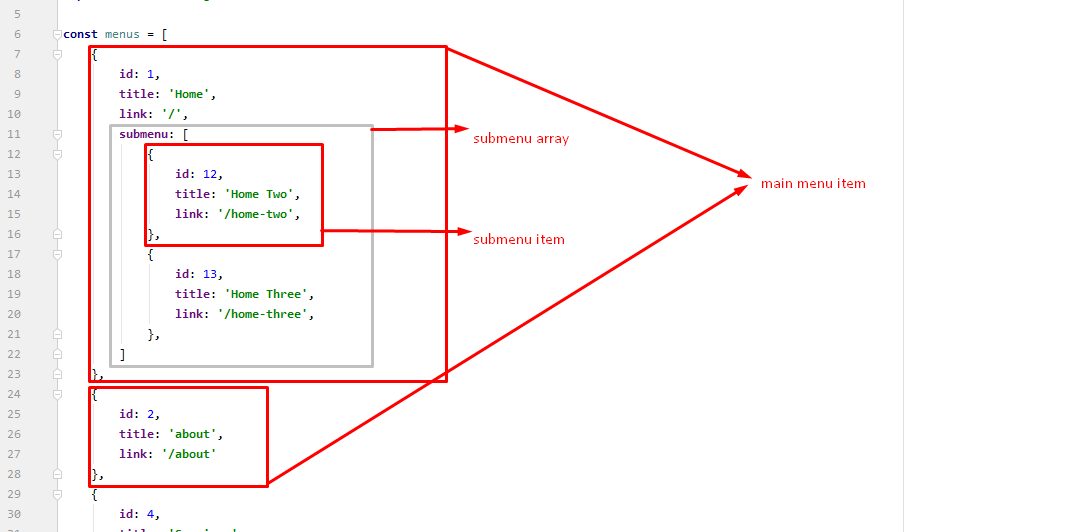 5
6 const menus = [
7 {
8 id: 1,
9 title: 'Home',
10 link: '/',
11 submenu: [
submenu array
12 {
13 id: 12,
main menu item
14 title: 'Home Two',
15 link: '/home-two',
16 },
submenu item
17 {
18 id: 13,
19 title: 'Home Three',
20 link: '/home-three',
21 },
22 ]
23 },
24 {
25 id: 2,
26 title: 'about',
27 link: '/about'
28 },
29 {
30 id: 4,